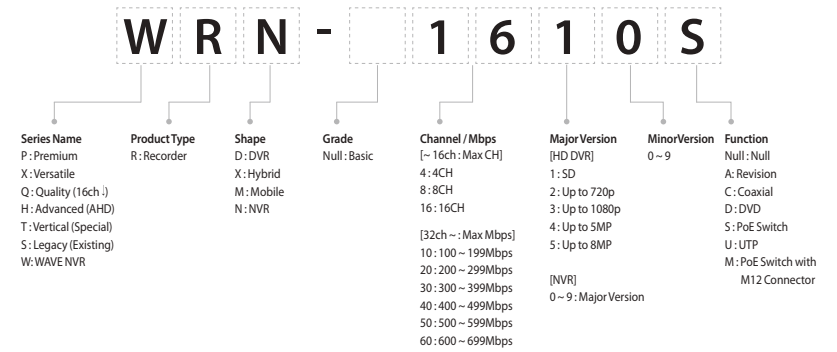 WRN- 1610S
Series Name
P : Premium
X : Versatile
Q : Quality (16ch↓)
H : Advanced (AHD)
T : Vertical (Special)
S : Legacy (Existing)
W: WAVE NVR
Product Type
R : Recorder
Shape
D : DVR
X : Hybrid
M : Mobile
N : NVR
Grade
Null : Basic
Channel / Mbps
[~ 16ch : Max CH]
4 : 4CH
8 : 8CH
16 : 16CH
[32ch ~ : Max Mbps]
10 : 100 ~ 199Mbps
20 : 200 ~ 299Mbps
30 : 300 ~ 399Mbps
40 : 400 ~ 499Mbps
50 : 500 ~ 599Mbps
60 : 600 ~ 699Mbps
Major Version
[HD DVR]
1 : SD
2 : Up to 720p
3 : Up to 1080p
4 : Up to 5MP
5 : Up to 8MP
[NVR]
0 ~ 9 : Major Version
MinorVersion
0 ~ 9
Function
Null : Null
A: Revision
C : Coaxial
D : DVD
S : PoE Switch
U : UTP
M : PoE Switch with
M12 Connector